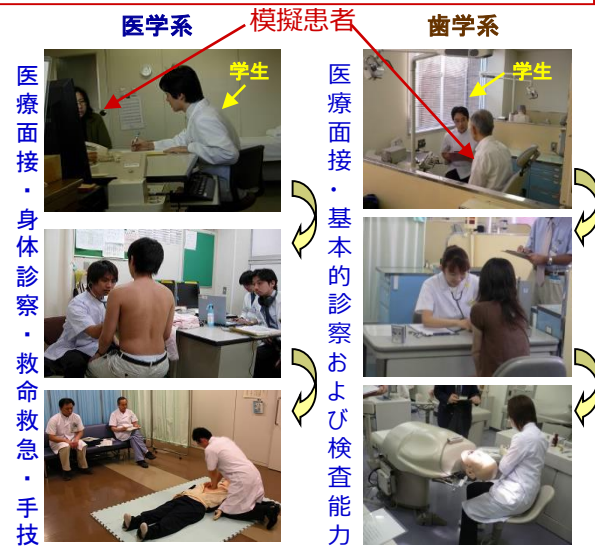 医学系
模擬患者
歯学系
学生
学生
医療面接・身体診察・救命救急・手技
医療面接・基本的診察および検査能力